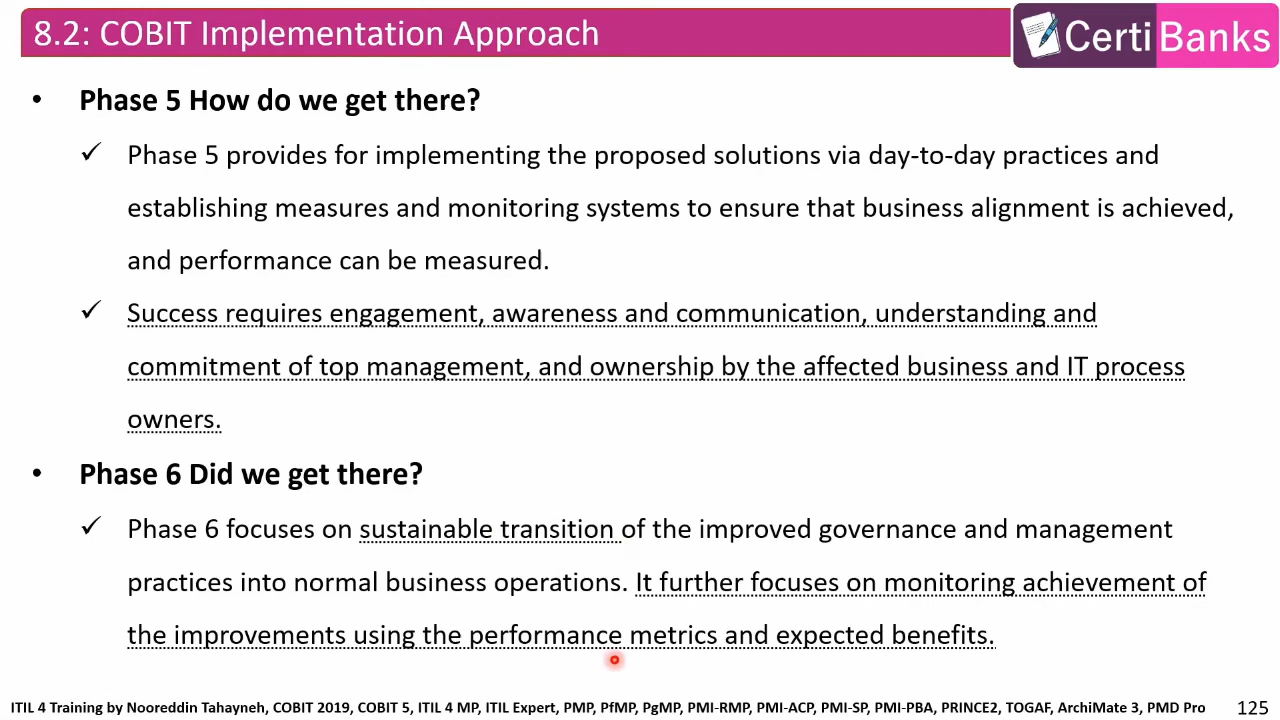 8.2: COBIT Implementation Approach
Certi Banks
• Phase 5 How do we get there?
✓ Phase 5 provides for implementing the proposed solutions via day-to-day practices and
establishing measures and monitoring systems to ensure that business alignment is achieved,
and performance can be measured.
✓ Success requires engagement, awareness and communication, understanding and
commitment of top management, and ownership by the affected business and IT process
owners.
• Phase 6 Did we get there?
✓ Phase 6 focuses on sustainable transition of the improved governance and management
practices into normal business operations. It further focuses on monitoring achievement of
the improvements using the performance metrics and expected benefits.
ITIL 4 Training by Nooreddin Tahayneh, COBIT 2019, COBIT 5, ITIL 4 MP, ITIL Expert, PMP, PfMP, PgMP, PMI-RMP, PMI-ACP, PMI-SP, PMI-PBA, PRINCE2, TOGAF, ArchiMate 3, PMD Pro
125